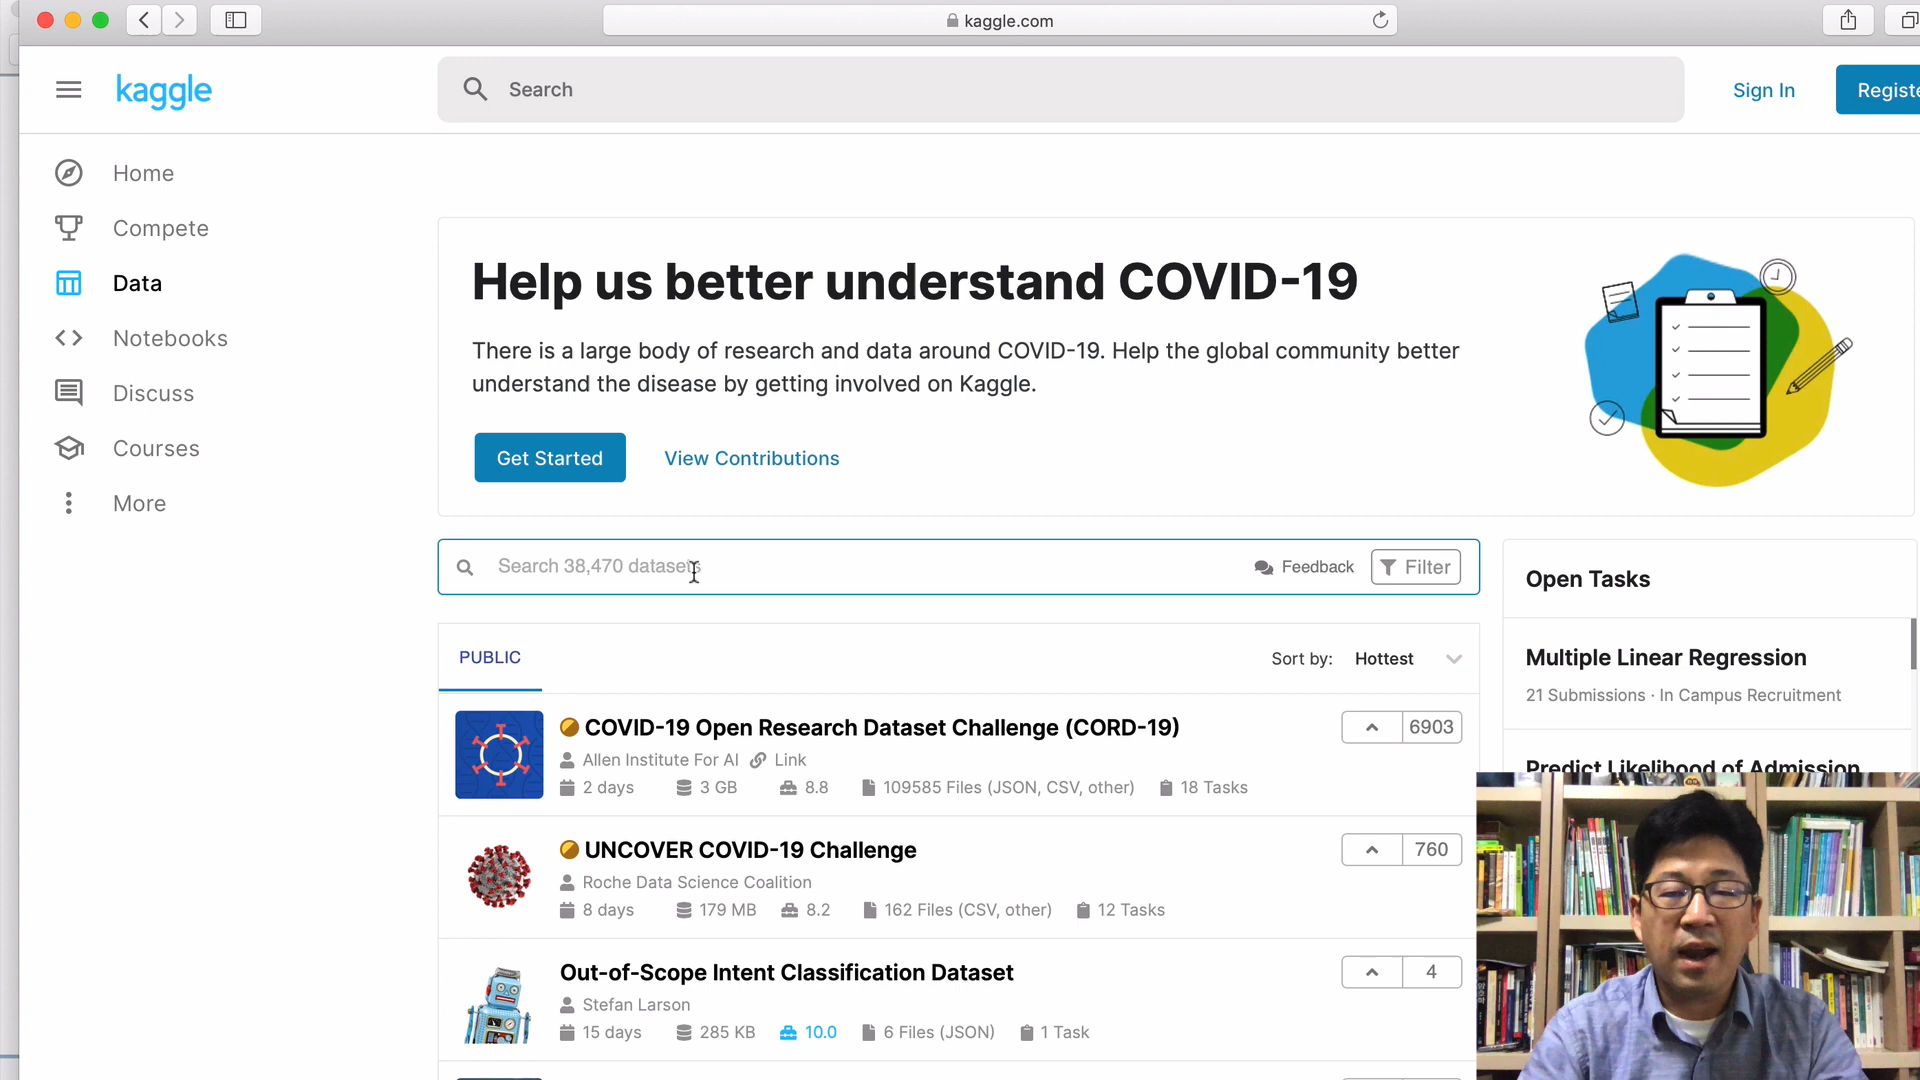 kaggle.com
kaggle
Search
Sign In
Registe
Home
Compete
Data
Notebooks
Discuss
Courses
More
Help us better understand COVID-19
There is a large body of research and data around COVID-19. Help the global community better
understand the disease by getting involved on Kaggle.
Get Started
View Contributions
Search 38,470 datasets
Feedback
Filter
PUBLIC
Sort by: Hottest
COVID-19 Open Research Dataset Challenge (CORD-19)
6903
Allen Institute For AI Link
2 days 3 GB 8.8 109585 Files (JSON, CSV, other) 18 Tasks
UNCOVER COVID-19 Challenge
760
Roche Data Science Coalition
8 days 179 MB 8.2 162 Files (CSV, other) 12 Tasks
Out-of-Scope Intent Classification Dataset
4
Stefan Larson
15 days 285 KB 10.0 6 Files (JSON) 1 Task
Open Tasks
Multiple Linear Regression
21 Submissions · In Campus Recruitment
Predict Likelihood of Admission